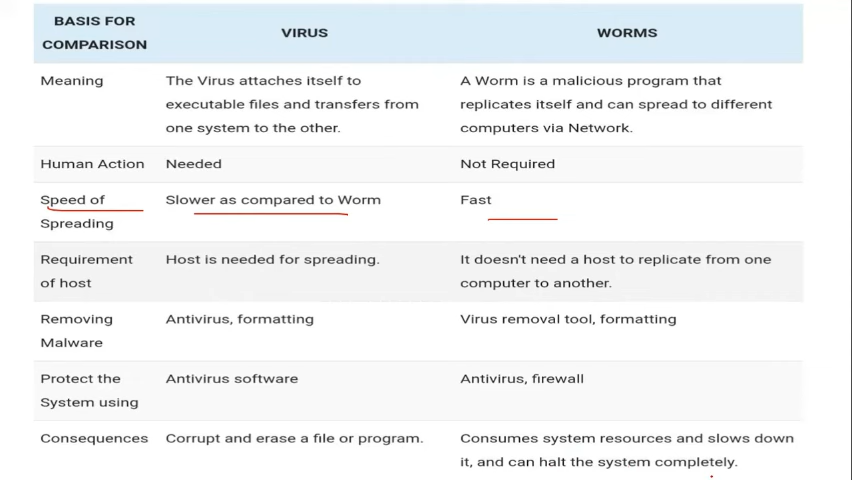 BASIS FOR
COMPARISON
VIRUS
WORMS
Meaning
The Virus attaches itself to
executable files and transfers from
one system to the other.
A Worm is a malicious program that
replicates itself and can spread to different
computers via Network.
Human Action
Needed
Not Required
Speed of
Spreading
Slower as compared to Worm
Fast
Requirement
of host
Host is needed for spreading.
It doesn't need a host to replicate from one
computer to another.
Removing
Malware
Antivirus, formatting
Virus removal tool, formatting
Protect the
System using
Antivirus software
Antivirus, firewall
Consequences
Corrupt and erase a file or program.
Consumes system resources and slows down
it, and can halt the system completely.